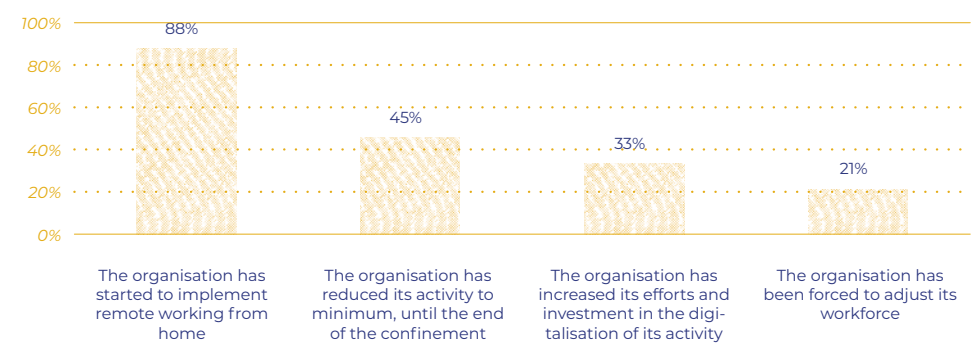 100%
88%
80%
60%
45%
40%
33%
20%
21%
0%
The organisation has
started to implement
remote working from
home
The organisation has
reduced its activity to
minimum, until the end
of the confinement
The organisation has
increased its efforts and
investment in the digi-
talisation of its activity
The organisation has
been forced to adjust its
workforce